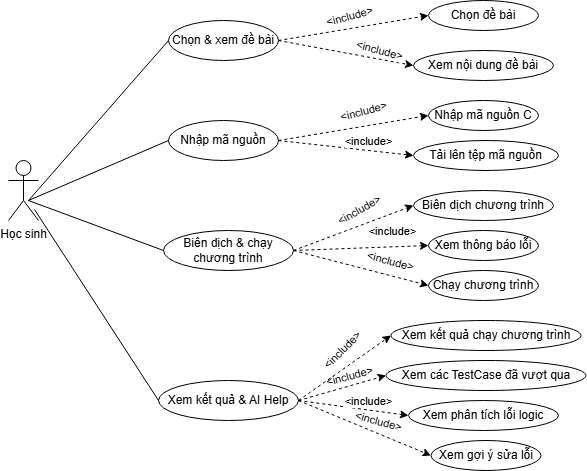 <include>
Chọn đề bài
Chọn & xem đề bài
<include>
Xem nội dung đề bài
<include>
Nhập mã nguồn C
Nhập mã nguồn
<include>
Tải lên tệp mã nguồn
Học sinh
<include>
Biên dịch chương trình
Biên dịch & chạy
chương trình
<include>
Xem thông báo lỗi
<include>
Chạy chương trình
<include>
Xem kết quả chạy chương trình
<include>
Xem các TestCase đã vượt qua
Xem kết quả & AI Help
<include>
Xem phân tích lỗi logic
<include>
Xem gợi ý sửa lỗi